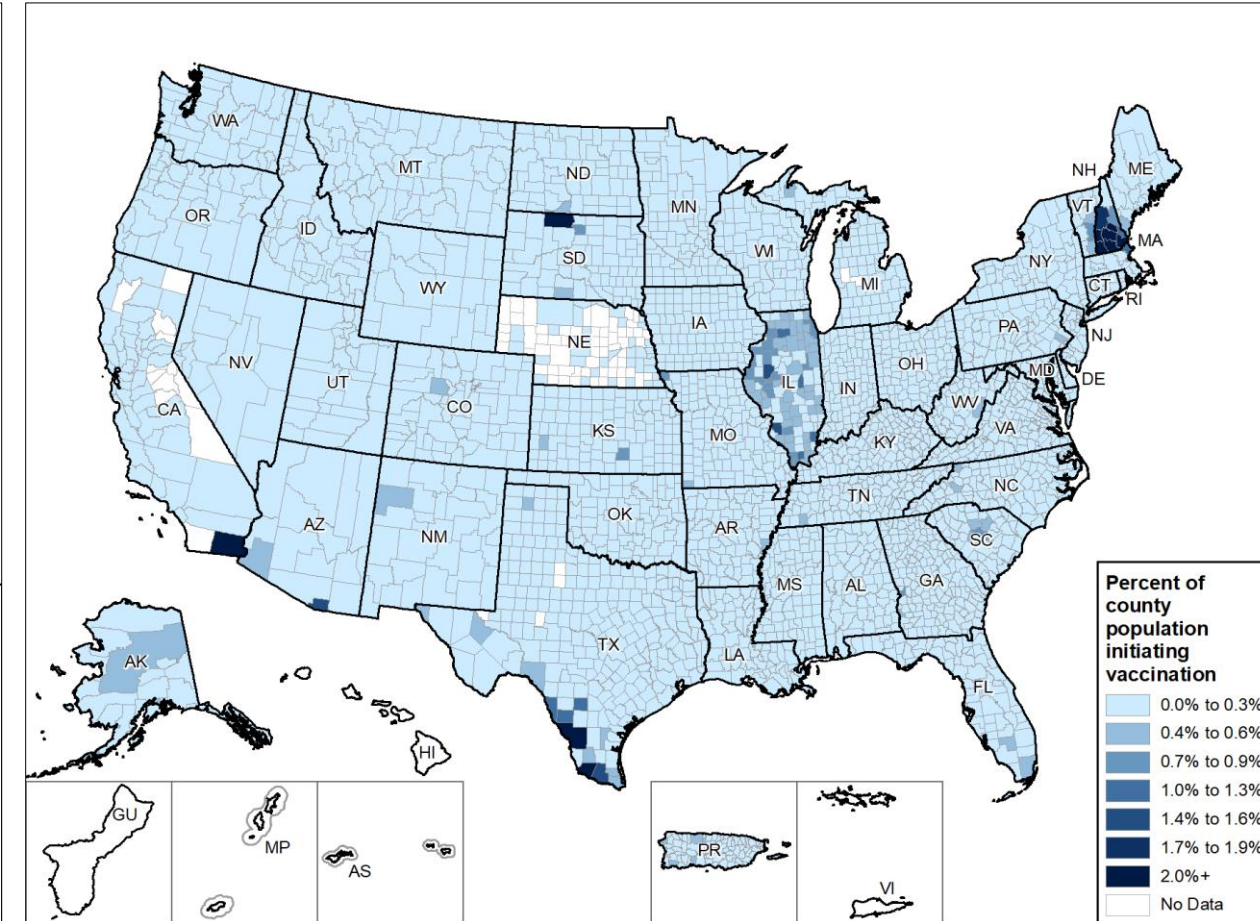 WA
MT
ND
MN
OR
ID
SD
WI
MI
NH
ME
VT
NY
MA
CT
RI
WY
NE
IA
PA
NJ
NV
UT
CO
CA
IL
IN
OH
MD
DE
WV
VA
KS
MO
KY
AZ
NM
OK
AR
TN
NC
SC
TX
LA
MS
AL
GA
FL
AK
HI
GU
MP
AS
PR
VI
Percent of
county
population
initiating
vaccination
0.0% to 0.3%
0.4% to 0.6%
0.7% to 0.9%
1.0% to 1.3%
1.4% to 1.6%
1.7% to 1.9%
2.0%+
No Data